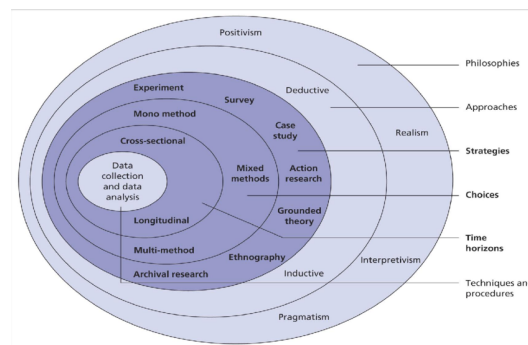 Positivism
Philosophies
Experiment
Deductive
Survey
Approaches
Mono method
Case
study
Realism
Cross-sectional
Strategies
Data
collection
and data
analysis
Mixed
methods
Action
research
Choices
Longitudinal
Grounded
theory
Time
horizons
Multi-method
Ethnography
Interpretivism
Archival research
Inductive
Techniques an
procedures
Pragmatism